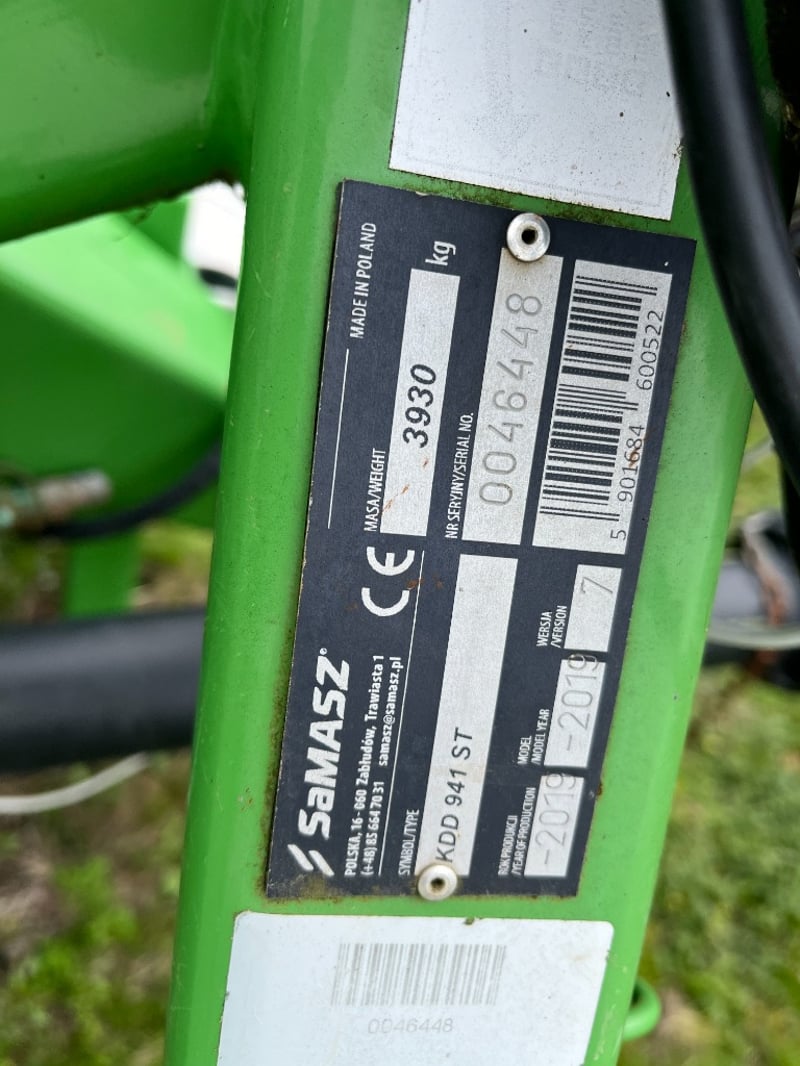 SaMASZ®
MADE IN POLAND
POLSKA, 16-060 Zabłudów, Trawiasta 1
(+48) 85 664 70 31 samasz@samasz.pl
CE
MASA/WEIGHT
3930 kg
SYMBOL/TYPE
KDD 941 ST
NR SERYJNY/SERIAL NO.
0046448
ROK PRODUKCJI
/YEAR OF PRODUCTION
-2019
MODEL
/MODEL YEAR
-2019
WERSJA
/VERSION
7
5 901684 600522
0046448